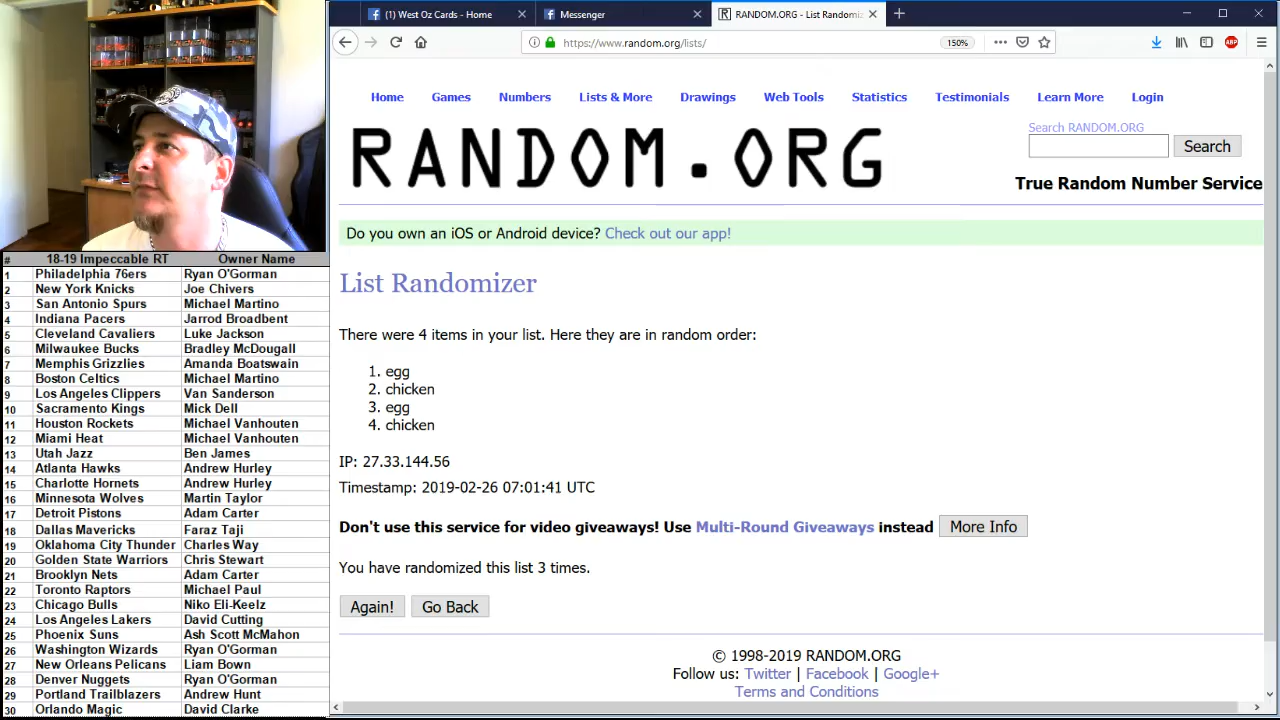 (1) West Oz Cards - Home
Messenger
RANDOM.ORG - List Randomiz
https://www.random.org/lists/
150%
ABP
Home Games Numbers Lists & More Drawings Web Tools Statistics Testimonials Learn More Login
RANDOM.ORG
Search RANDOM.ORG
Search
True Random Number Service
Do you own an iOS or Android device? Check out our app!
List Randomizer
There were 4 items in your list. Here they are in random order:
1. egg
2. chicken
3. egg
4. chicken
IP: 27.33.144.56
Timestamp: 2019-02-26 07:01:41 UTC
Don't use this service for video giveaways! Use Multi-Round Giveaways instead More Info
You have randomized this list 3 times.
Again! Go Back
© 1998-2019 RANDOM.ORG
Follow us: Twitter | Facebook | Google+
Terms and Conditions
# 18-19 Impeccable RT Owner Name
1 Philadelphia 76ers Ryan O'Gorman
2 New York Knicks Joe Chivers
3 San Antonio Spurs Michael Martino
4 Indiana Pacers Jarrod Broadbent
5 Cleveland Cavaliers Luke Jackson
6 Milwaukee Bucks Bradley McDougall
7 Memphis Grizzlies Amanda Boatswain
8 Boston Celtics Michael Martino
9 Los Angeles Clippers Van Sanderson
10 Sacramento Kings Mick Dell
11 Houston Rockets Michael Vanhouten
12 Miami Heat Michael Vanhouten
13 Utah Jazz Ben James
14 Atlanta Hawks Andrew Hurley
15 Charlotte Hornets Andrew Hurley
16 Minnesota Wolves Martin Taylor
17 Detroit Pistons Adam Carter
18 Dallas Mavericks Faraz Taji
19 Oklahoma City Thunder Charles Way
20 Golden State Warriors Chris Stewart
21 Brooklyn Nets Adam Carter
22 Toronto Raptors Michael Paul
23 Chicago Bulls Niko Eli-Keelz
24 Los Angeles Lakers David Cutting
25 Phoenix Suns Ash Scott McMahon
26 Washington Wizards Ryan O'Gorman
27 New Orleans Pelicans Liam Bown
28 Denver Nuggets Ryan O'Gorman
29 Portland Trailblazers Andrew Hunt
30 Orlando Magic David Clarke